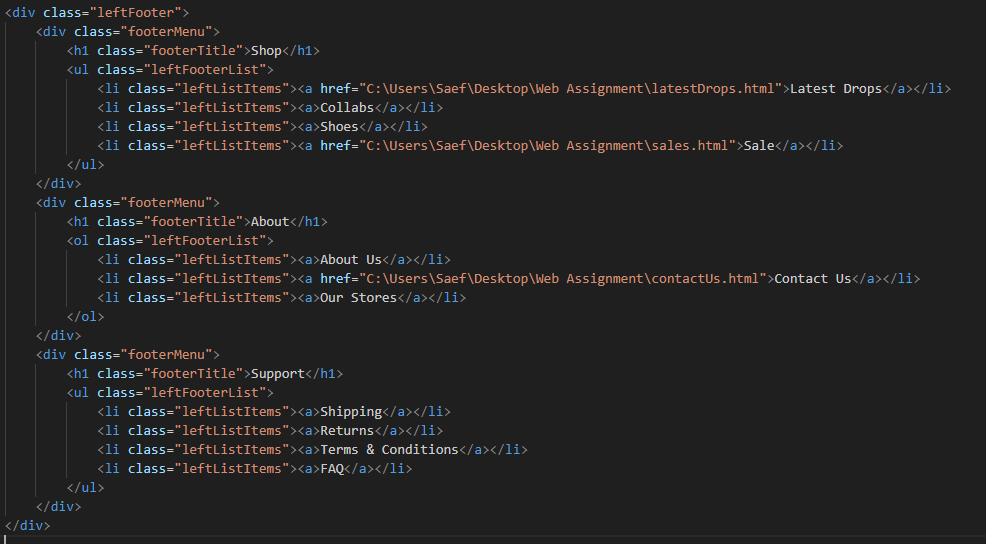 <div class="leftFooter">
<div class="footerMenu">
<h1 class="footerTitle">Shop</h1>
<ul class="leftFooterList">
<li class="leftListItems"><a href="C:\Users\Saef\Desktop\Web Assignment\latestDrops.html">Latest Drops</a></li>
<li class="leftListItems"><a>Collabs</a></li>
<li class="leftListItems"><a>Shoes</a></li>
<li class="leftListItems"><a href="C:\Users\Saef\Desktop\Web Assignment\sales.html">Sale</a></li>
</ul>
</div>
<div class="footerMenu">
<h1 class="footerTitle">About</h1>
<ol class="leftFooterList">
<li class="leftListItems"><a>About Us</a></li>
<li class="leftListItems"><a href="C:\Users\Saef\Desktop\Web Assignment\contactUs.html">Contact Us</a></li>
<li class="leftListItems"><a>Our Stores</a></li>
</ol>
</div>
<div class="footerMenu">
<h1 class="footerTitle">Support</h1>
<ul class="leftFooterList">
<li class="leftListItems"><a>Shipping</a></li>
<li class="leftListItems"><a>Returns</a></li>
<li class="leftListItems"><a>Terms & Conditions</a></li>
<li class="leftListItems"><a>FAQ</a></li>
</ul>
</div>
</div>